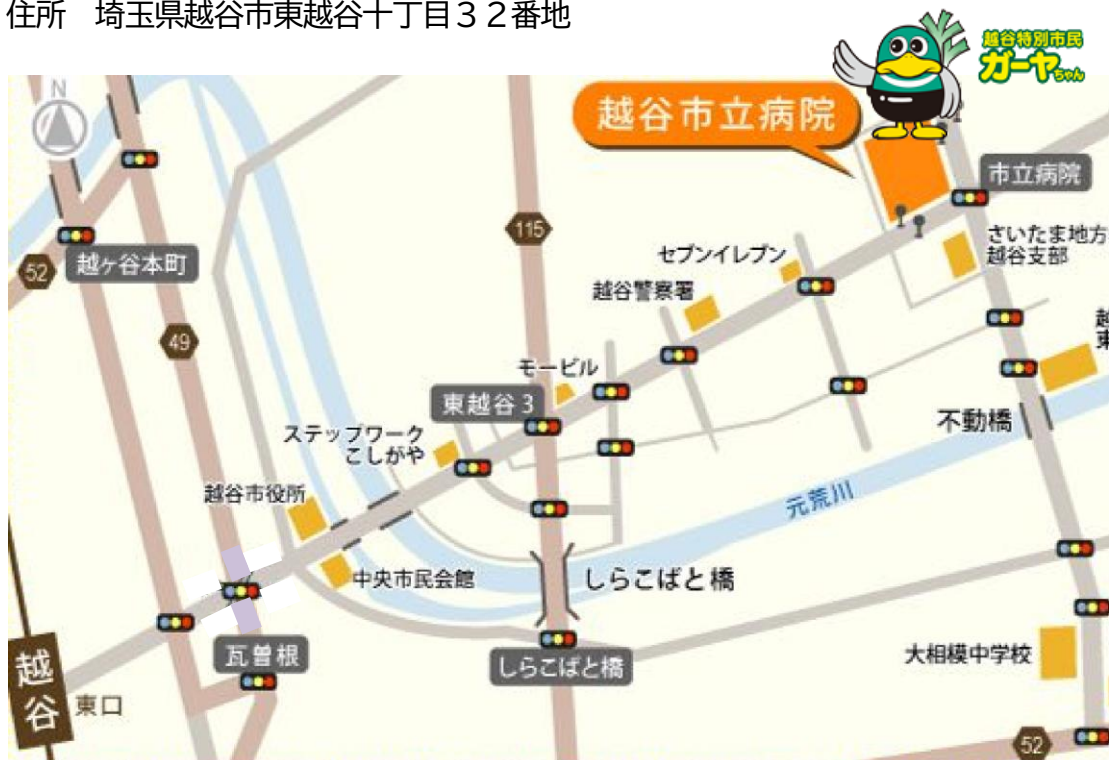 住所　埼玉県越谷市東越谷十丁目３２番地
越谷特別市民
ガーヤちゃん
N
越谷市立病院
市立病院
115
さいたま地方
越谷支部
セブンイレブン
52
越ヶ谷本町
越谷警察署
越
東
49
モービル
東越谷3
不動橋
ステップワーク
こしがや
越谷市役所
元荒川
中央市民会館
しらこばと橋
瓦曽根
しらこばと橋
大相模中学校
越谷
東口
52